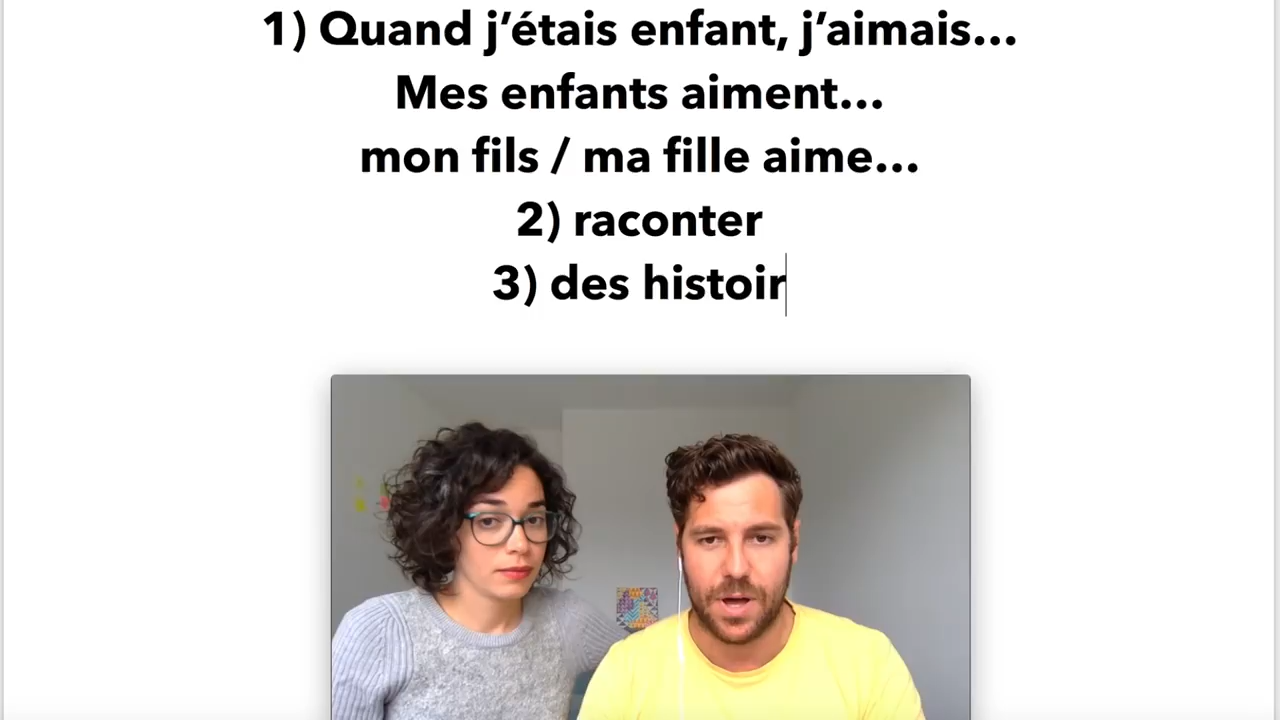 1) Quand j’étais enfant, j’aimais…
Mes enfants aiment…
mon fils / ma fille aime…
2) raconter
3) des histoir